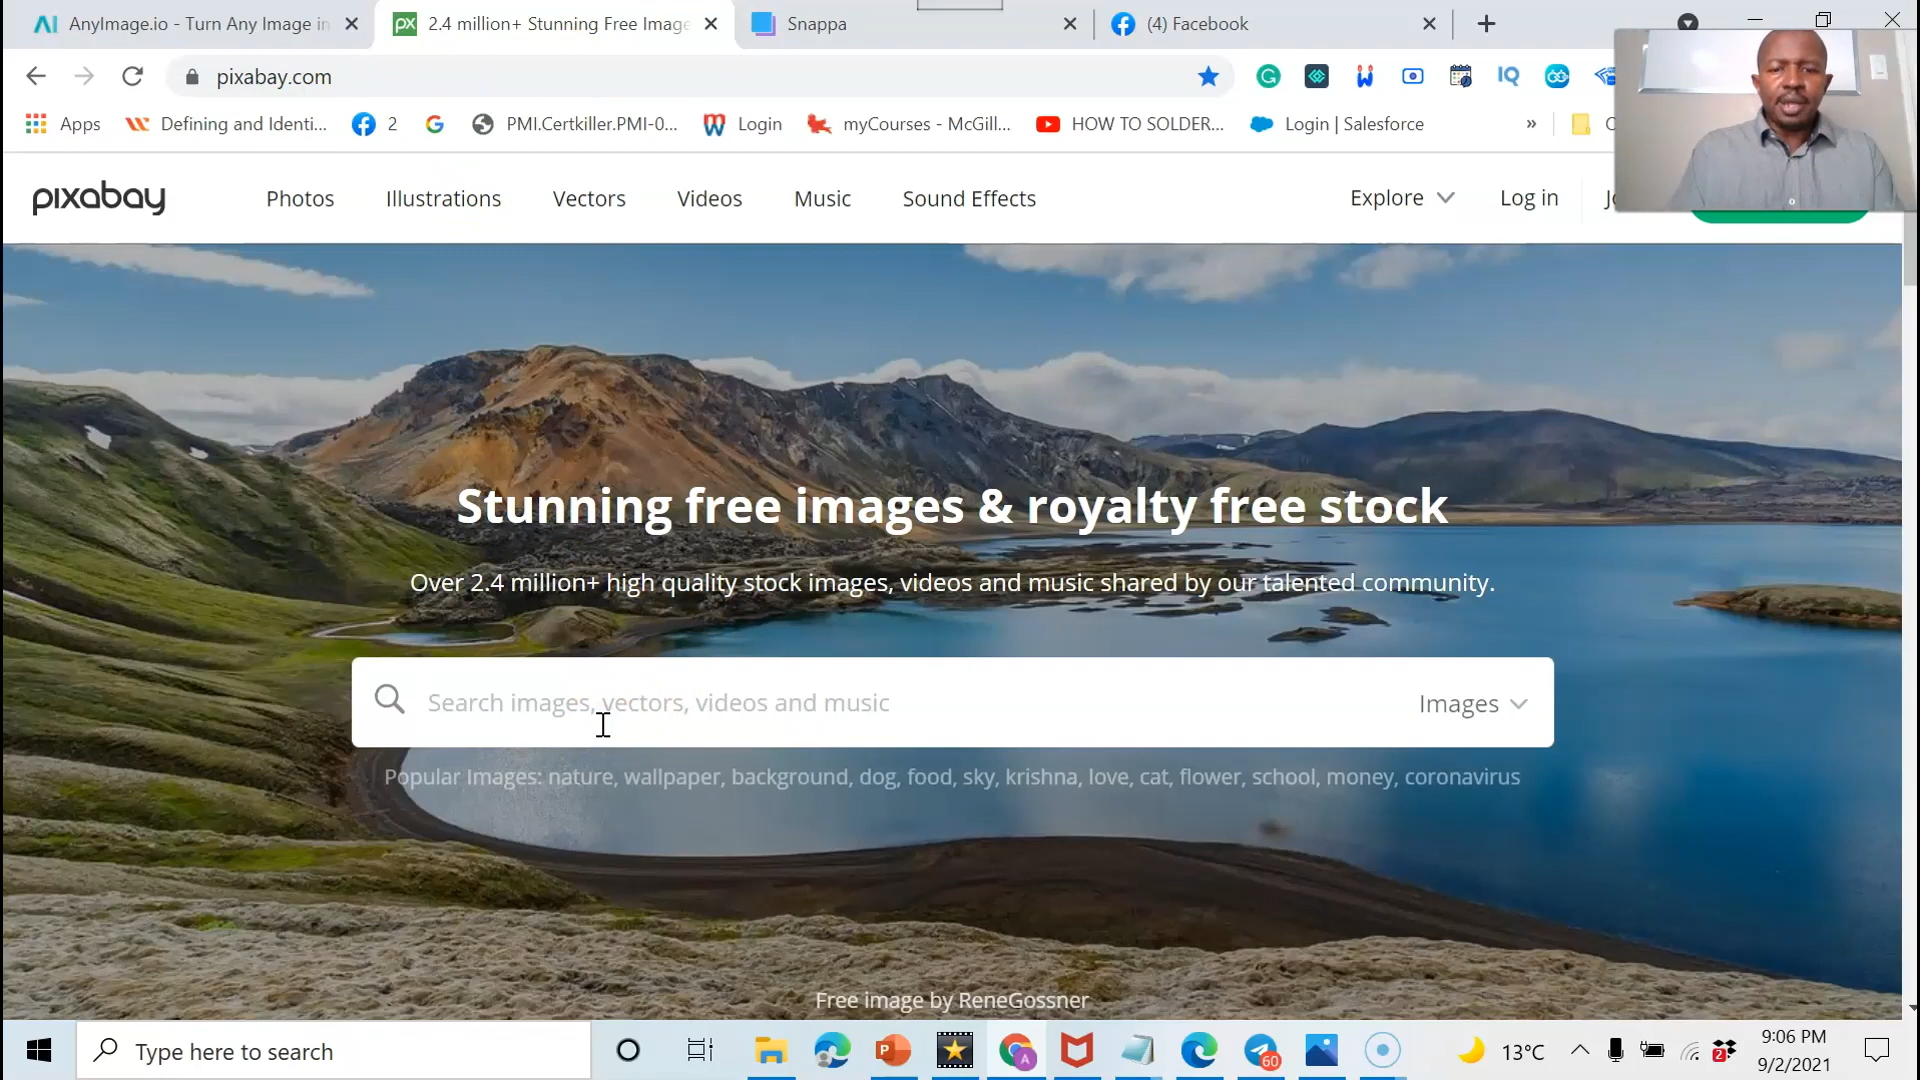 AnyImage.io - Turn Any Image in
2.4 million+ Stunning Free Image
Snappa
(4) Facebook
pixabay.com
IQ
Apps
Defining and Identi...
2
PMI.Certkiller.PMI-0...
Login
myCourses - McGill...
HOW TO SOLDER...
Login | Salesforce
»
pixabay
Photos
Illustrations
Vectors
Videos
Music
Sound Effects
Explore
Log in
Stunning free images & royalty free stock
Over 2.4 million+ high quality stock images, videos and music shared by our talented community.
Search images, vectors, videos and music
Images
Popular Images: nature, wallpaper, background, dog, food, sky, krishna, love, cat, flower, school, money, coronavirus
Free image by ReneGossner
Type here to search
60
13°C
2
9:06 PM
9/2/2021